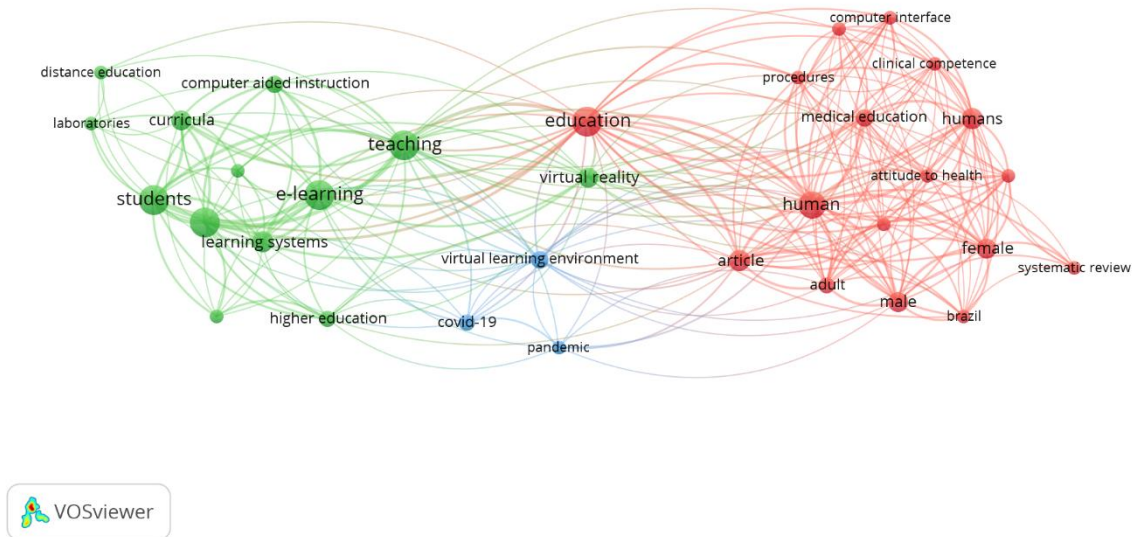 computer interface
distance education
computer aided instruction
clinical competence
procedures
laboratories
curricula
education
medical education
humans
teaching
virtual reality
attitude to health
students
e-learning
human
learning systems
female
virtual learning environment
article
systematic review
adult
male
higher education
covid-19
brazil
pandemic
VOSviewer